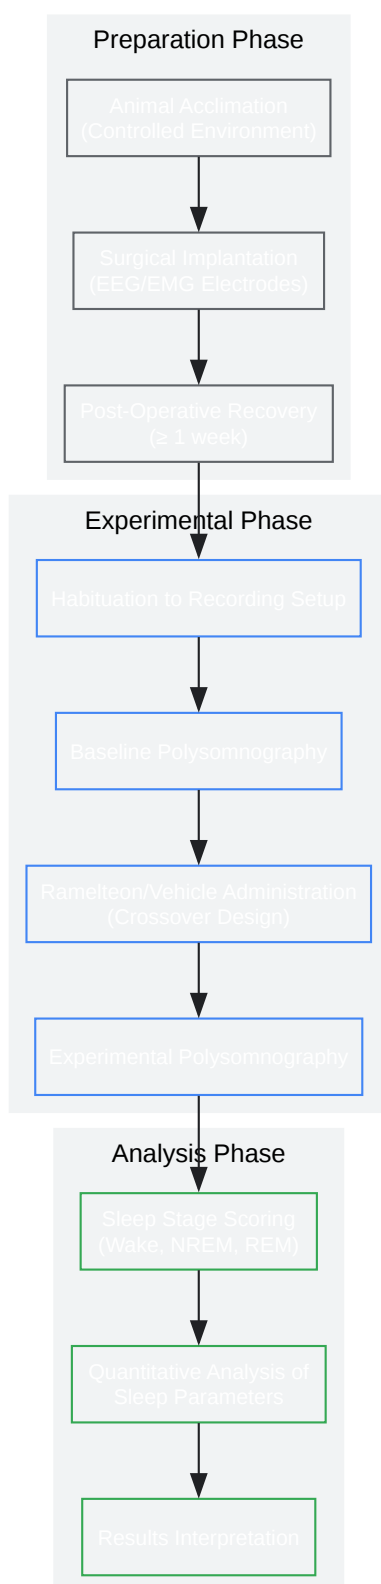 Preparation Phase
Animal Acclimation
(Controlled Environment)
Surgical Implantation
(EEG/EMG Electrodes)
Post-Operative Recovery
(≥ 1 week)
Experimental Phase
Habituation to Recording Setup
Baseline Polysomnography
Ramelteon/Vehicle Administration
(Crossover Design)
Experimental Polysomnography
Analysis Phase
Sleep Stage Scoring
(Wake, NREM, REM)
Quantitative Analysis of
Sleep Parameters
Results Interpretation